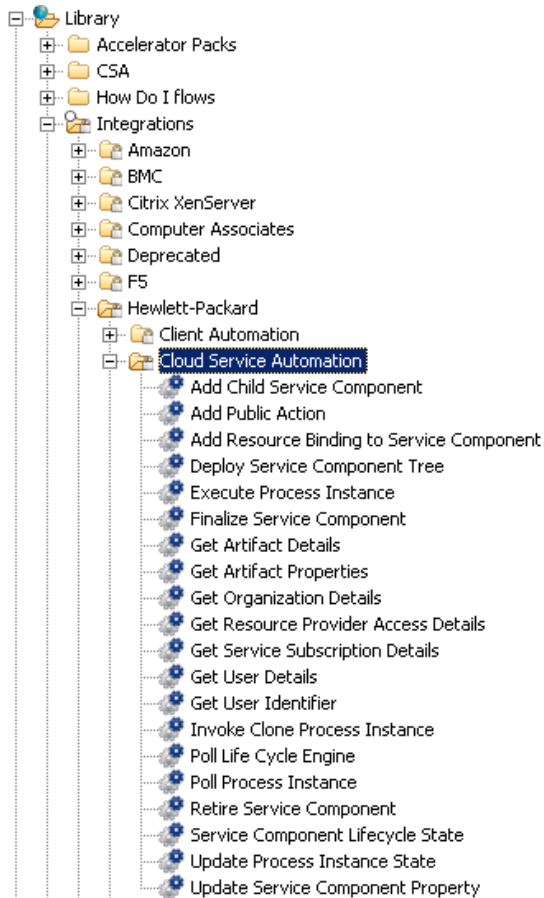 Library
Accelerator Packs
CSA
How Do I flows
Integrations
Amazon
BMC
Citrix XenServer
Computer Associates
Deprecated
F5
Hewlett-Packard
Client Automation
Cloud Service Automation
Add Child Service Component
Add Public Action
Add Resource Binding to Service Component
Deploy Service Component Tree
Execute Process Instance
Finalize Service Component
Get Artifact Details
Get Artifact Properties
Get Organization Details
Get Resource Provider Access Details
Get Service Subscription Details
Get User Details
Get User Identifier
Invoke Clone Process Instance
Poll Life Cycle Engine
Poll Process Instance
Retire Service Component
Service Component Lifecycle State
Update Process Instance State
Update Service Component Property